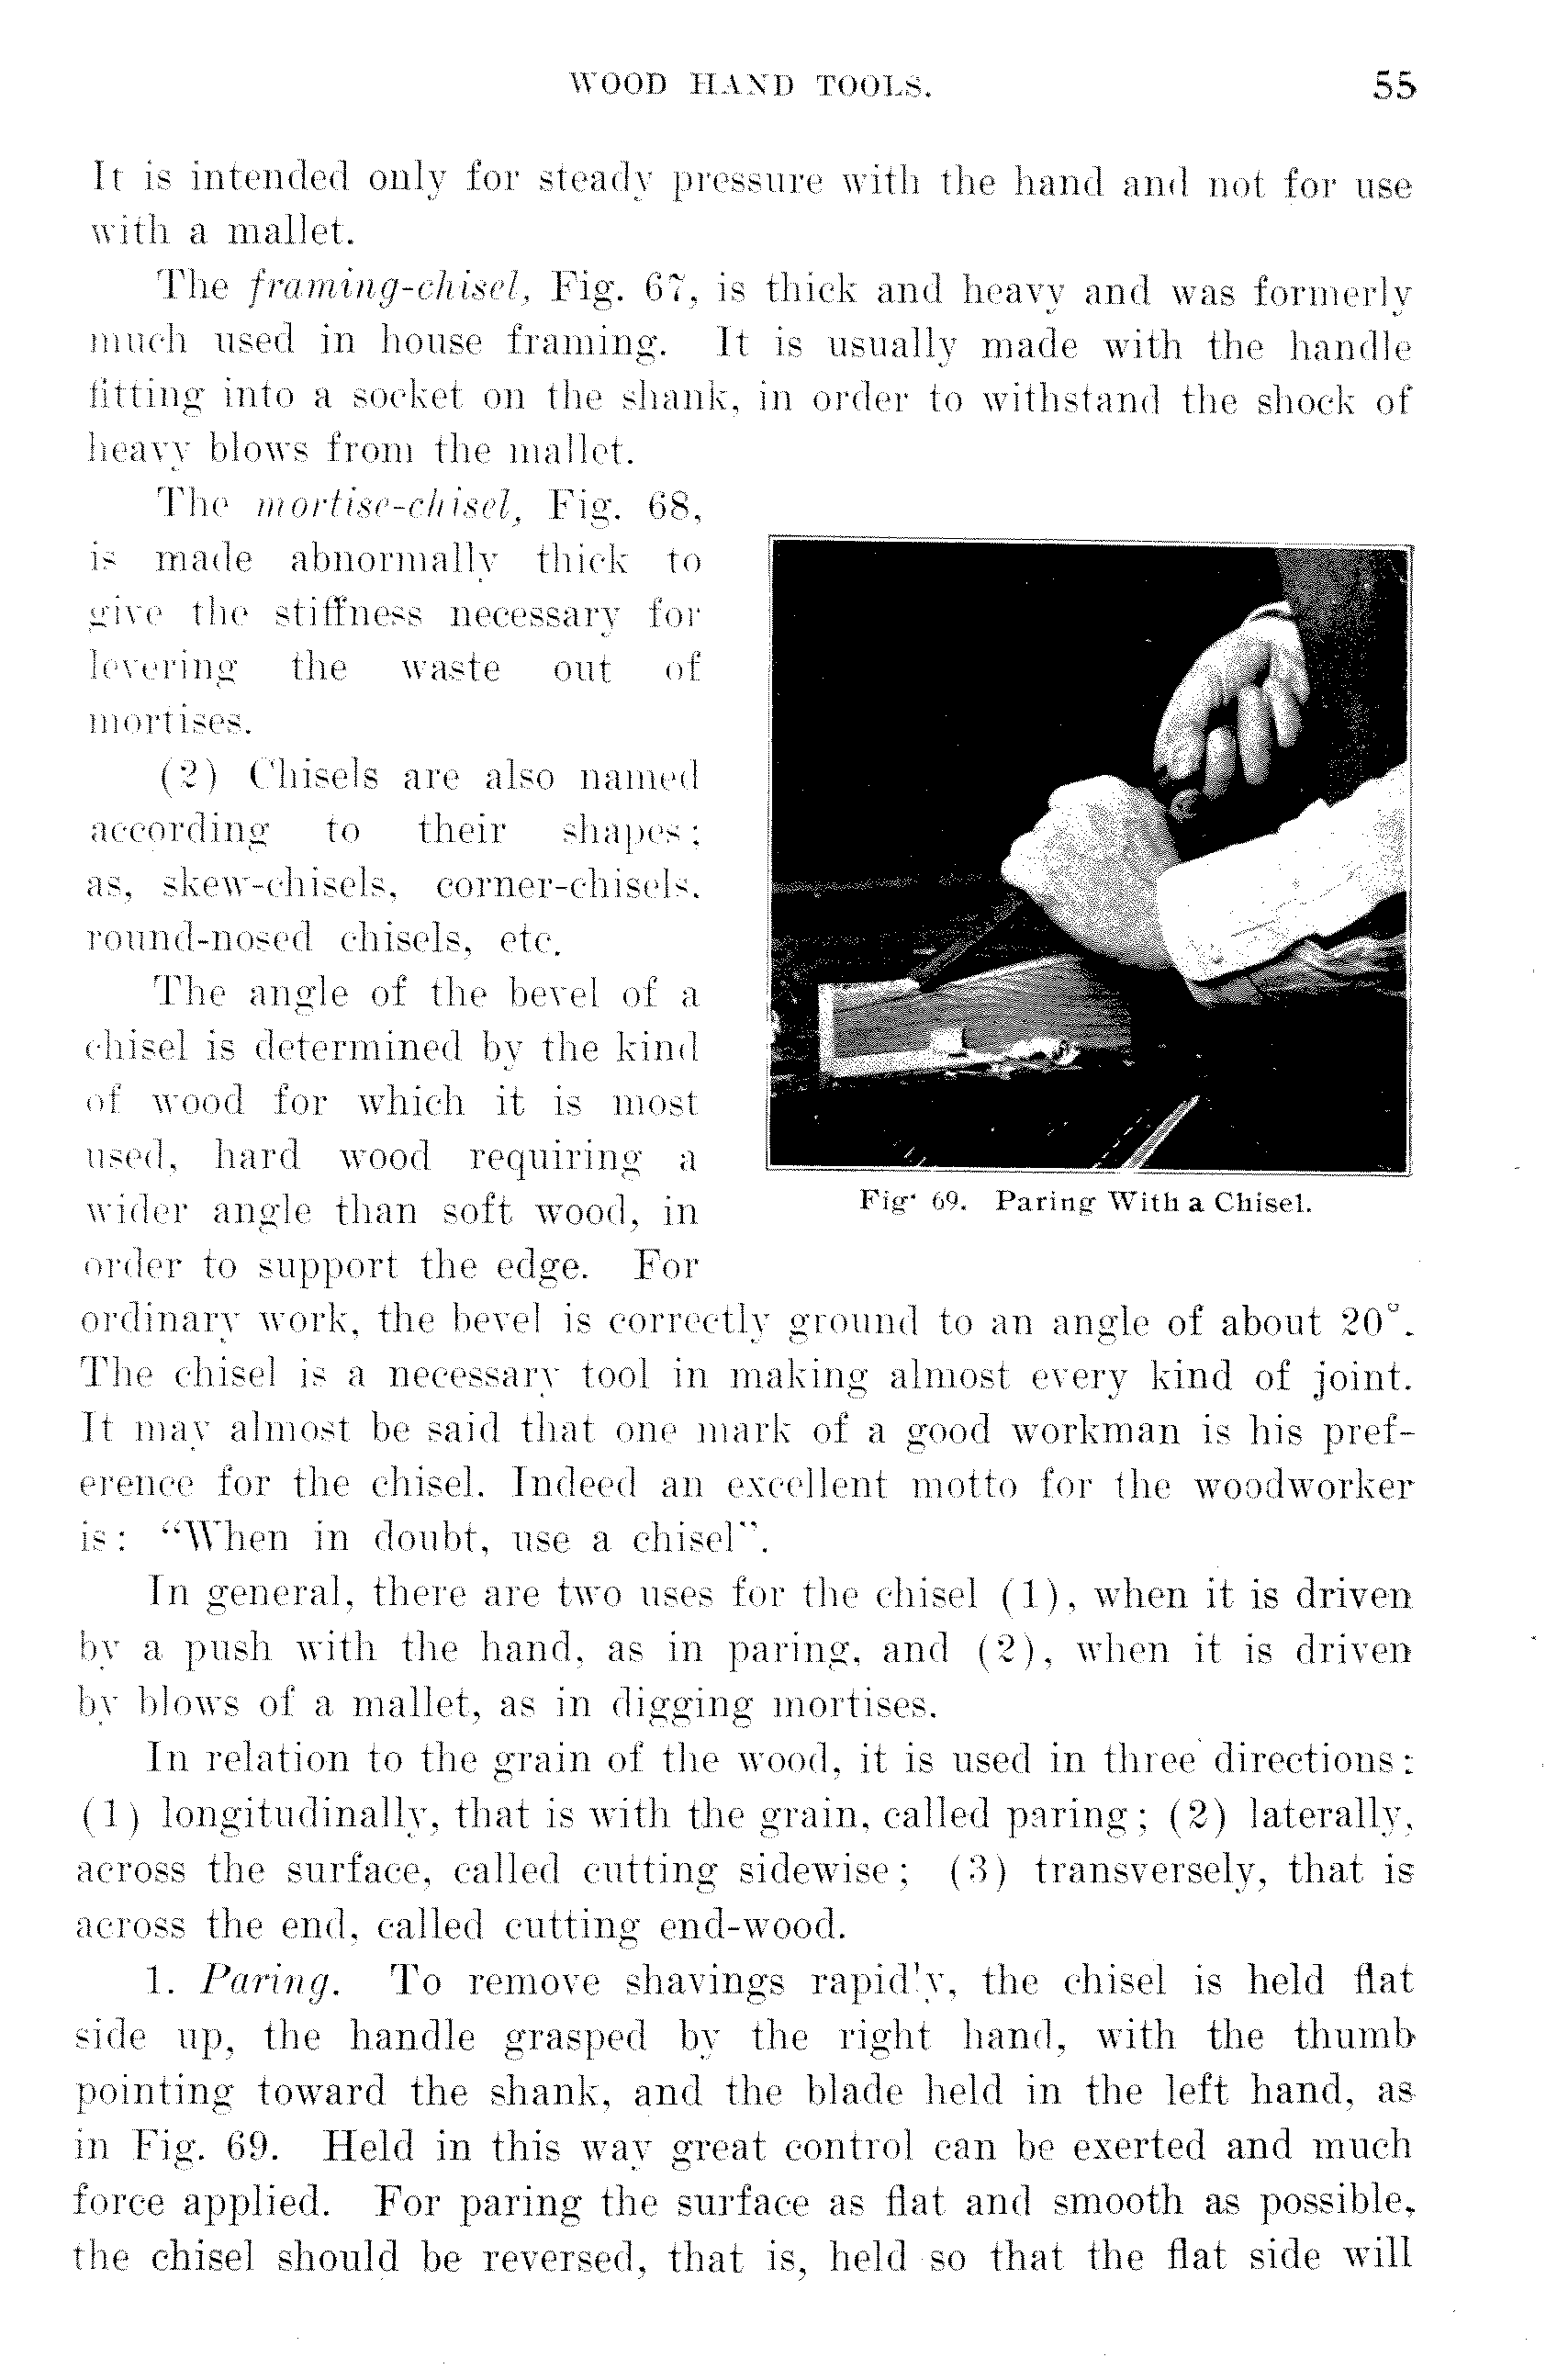 WOOD HAND TOOLS. 55
It is intended only for steady pressure with the hand and not for use
with a mallet.
The framing-chisel, Fig. 67, is thick and heavy and was formerly
much used in house framing. It is usually made with the handle
fitting into a socket on the shank, in order to withstand the shock of
heavy blows from the mallet.
The mortise-chisel, Fig. 68,
is made abnormally thick to
give the stiffness necessary for
levering the waste out of
mortises.
(2) Chisels are also named
according to their shapes;
as, skew-chisels, corner-chisels,
round-nosed chisels, etc.
The angle of the bevel of a
chisel is determined by the kind
of wood for which it is most
used, hard wood requiring a
wider angle than soft wood, in
order to support the edge. For
Fig. 69. Paring With a Chisel.
ordinary work, the bevel is correctly ground to an angle of about 20°.
The chisel is a necessary tool in making almost every kind of joint.
It may almost be said that one mark of a good workman is his pref-
erence for the chisel. Indeed an excellent motto for the woodworker
is: "When in doubt, use a chisel".
In general, there are two uses for the chisel (1), when it is driven
by a push with the hand, as in paring, and (2), when it is driven
by blows of a mallet, as in digging mortises.
In relation to the grain of the wood, it is used in three directions:
(1) longitudinally, that is with the grain, called paring; (2) laterally,
across the surface, called cutting sidewise; (3) transversely, that is
across the end, called cutting end-wood.
1. Paring. To remove shavings rapidly, the chisel is held flat
side up, the handle grasped by the right hand, with the thumb
pointing toward the shank, and the blade held in the left hand, as
in Fig. 69. Held in this way great control can be exerted and much
force applied. For paring the surface as flat and smooth as possible,
the chisel should be reversed, that is, held so that the flat side will